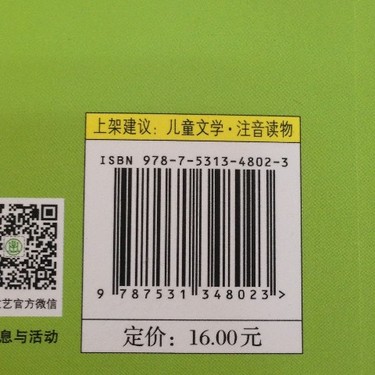 上架建议：儿童文学·注音读物
ISBN 978-7-5313-4802-3
9 787531 348023 >
定价：16.00元
艺官方微信
息与活动